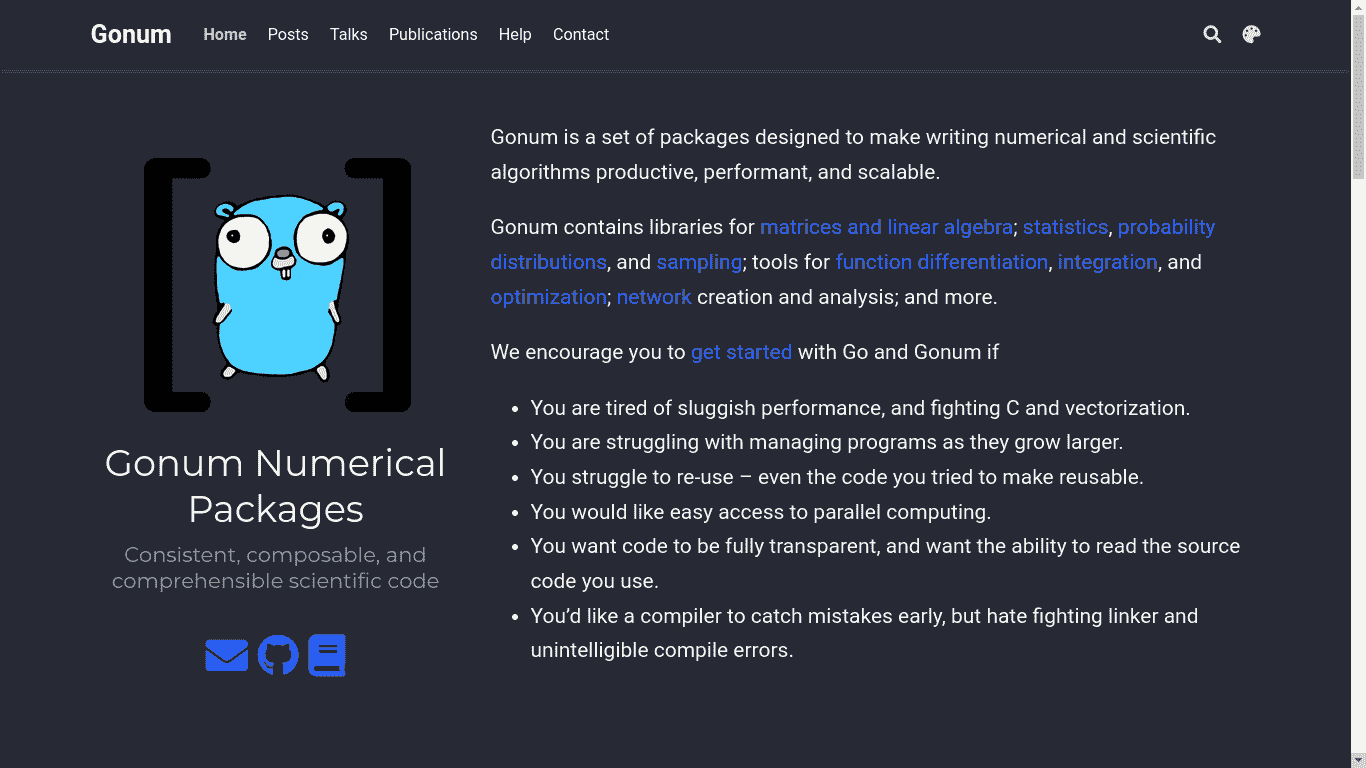 Gonum Home Posts Talks Publications Help Contact
Gonum Numerical
Packages
Consistent, composable, and
comprehensible scientific code
Gonum is a set of packages designed to make writing numerical and scientific
algorithms productive, performant, and scalable.
Gonum contains libraries for matrices and linear algebra; statistics, probability
distributions, and sampling; tools for function differentiation, integration, and
optimization; network creation and analysis; and more.
We encourage you to get started with Go and Gonum if
• You are tired of sluggish performance, and fighting C and vectorization.
• You are struggling with managing programs as they grow larger.
• You struggle to re-use – even the code you tried to make reusable.
• You would like easy access to parallel computing.
• You want code to be fully transparent, and want the ability to read the source
code you use.
• You’d like a compiler to catch mistakes early, but hate fighting linker and
unintelligible compile errors.